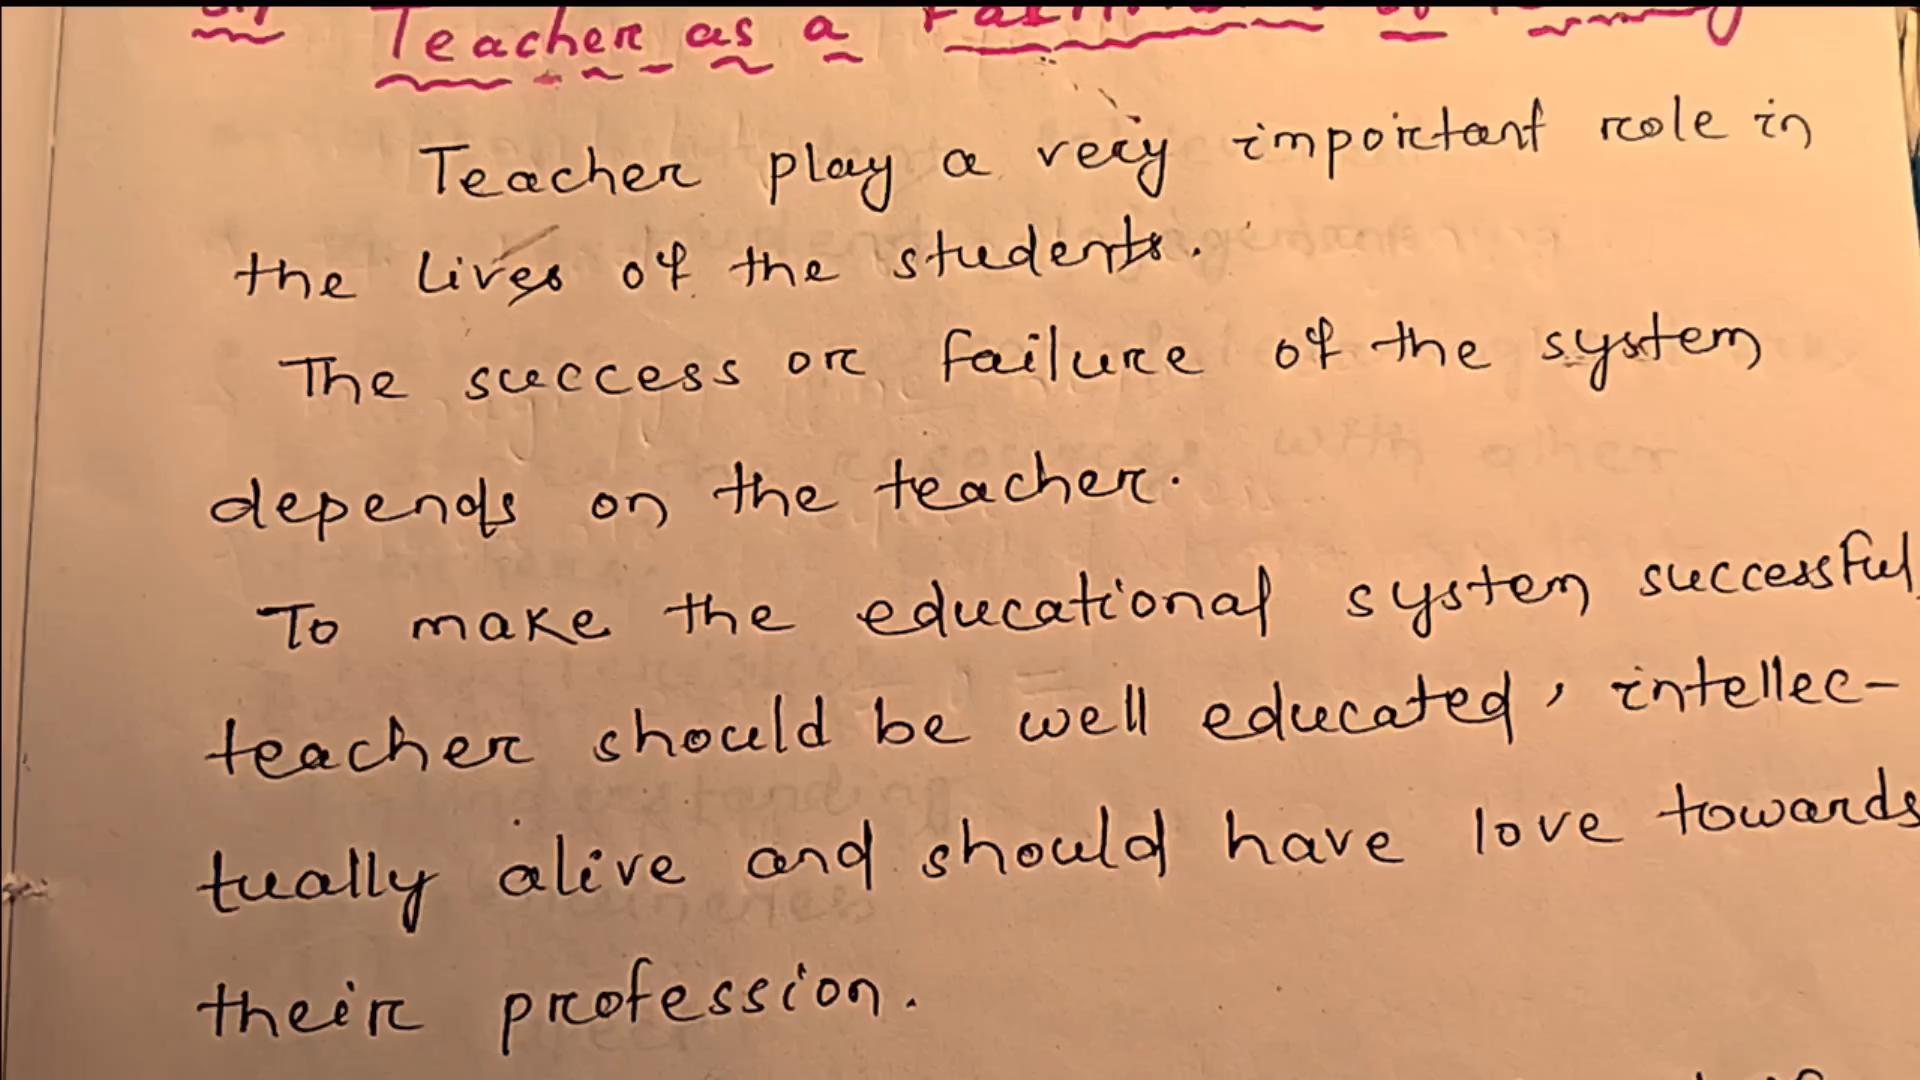 Teacher as a
Teacher play a very important role in
the lives of the students.
The success or failure of the system
depends on the teacher.
To make the educational system successful,
teacher should be well educated, intellec-
tually alive and should have love towards
their profession.